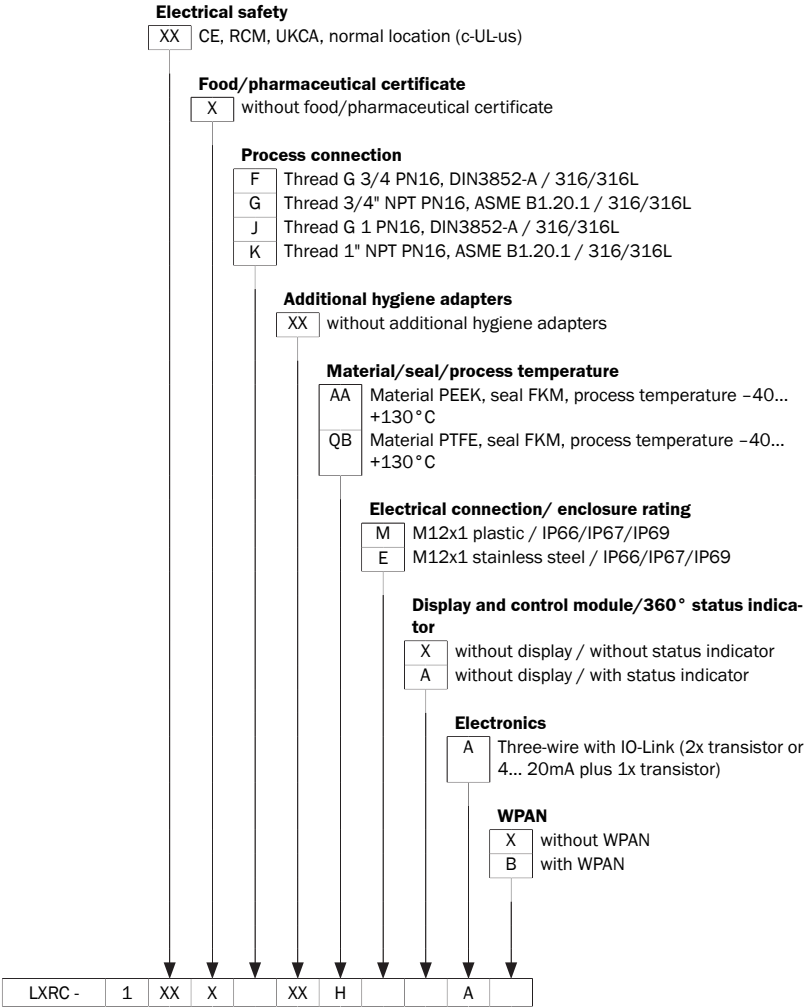 Electrical safety
XX CE, RCM, UKCA, normal location (c-UL-us)
Food/pharmaceutical certificate
X without food/pharmaceutical certificate
Process connection
F Thread G 3/4 PN16, DIN3852-A / 316/316L
G Thread 3/4" NPT PN16, ASME B1.20.1 / 316/316L
J Thread G 1 PN16, DIN3852-A / 316/316L
K Thread 1" NPT PN16, ASME B1.20.1 / 316/316L
Additional hygiene adapters
XX without additional hygiene adapters
Material/seal/process temperature
AA Material PEEK, seal FKM, process temperature –40...
+130°C
QB Material PTFE, seal FKM, process temperature –40...
+130°C
Electrical connection/ enclosure rating
M M12x1 plastic / IP66/IP67/IP69
E M12x1 stainless steel / IP66/IP67/IP69
Display and control module/360° status indica-
tor
X without display / without status indicator
A without display / with status indicator
Electronics
A Three-wire with IO-Link (2x transistor or
4... 20mA plus 1x transistor)
WPAN
X without WPAN
B with WPAN
LXRC - 1 XX X XX H A